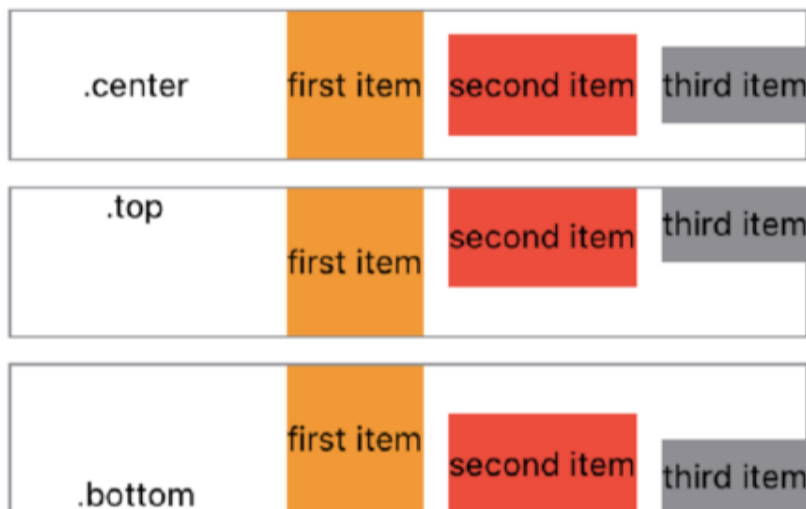 .center first item second item third item
.top first item second item third item
.bottom first item second item third item